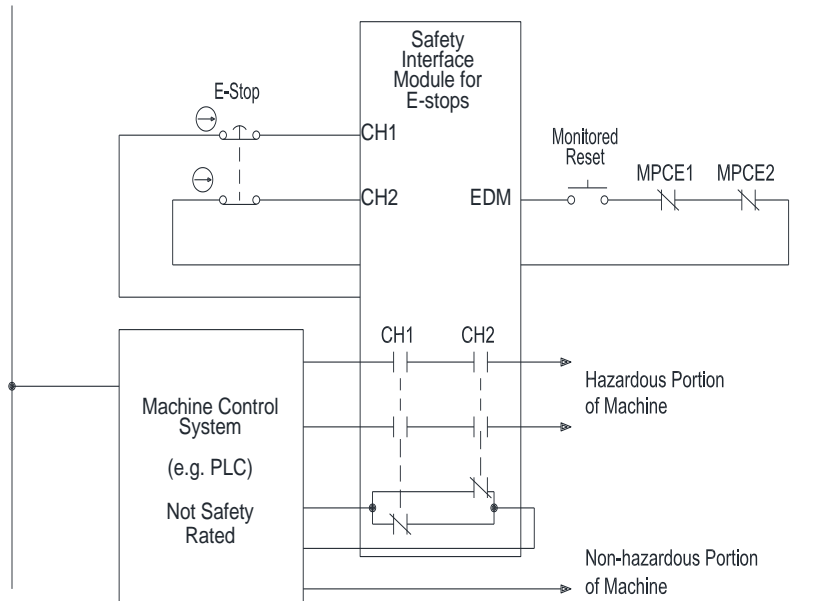 Safety
Interface
Module for
E-stops
E-Stop
CH1
CH2
EDM
Monitored
Reset
MPCE1
MPCE2
CH1
CH2
Hazardous Portion
of Machine
Machine Control
System
(e.g. PLC)
Not Safety
Rated
Non-hazardous Portion
of Machine